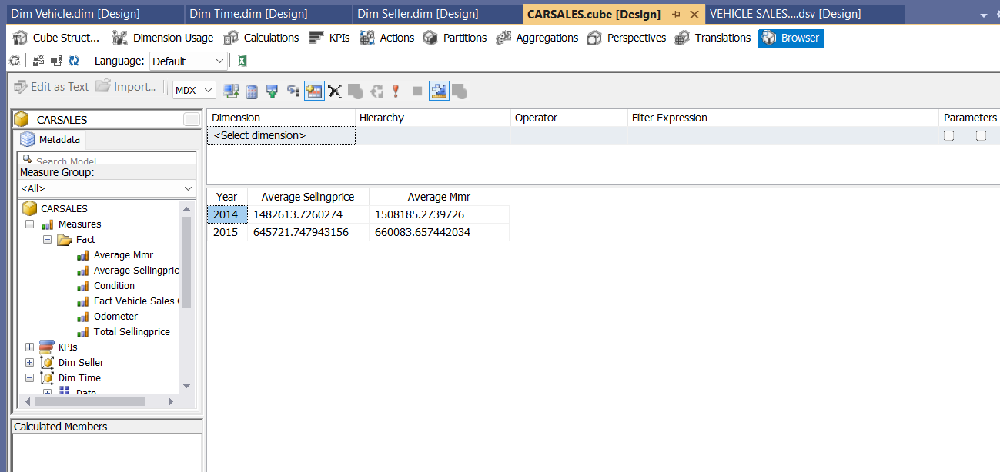 Dim Vehicle.dim [Design] Dim Time.dim [Design] Dim Seller.dim [Design] CARSALES.cube [Design] VEHICLE SALES....dsv [Design]
Cube Struct... Dimension Usage Calculations KPIs Actions Partitions Aggregations Perspectives Translations Browser
Language: Default
Edit as Text Import... MDX
CARSALES
Metadata
Search Model
Measure Group:
<All>
CARSALES
Measures
Fact
Average Mmr
Average Sellingpric
Condition
Fact Vehicle Sales
Odometer
Total Sellingprice
KPIs
Dim Seller
Dim Time
Date
Calculated Members
Dimension Hierarchy Operator Filter Expression Parameters
<Select dimension>
Year Average Sellingprice Average Mmr
2014 1482613.7260274 1508185.2739726
2015 645721.747943156 660083.657442034